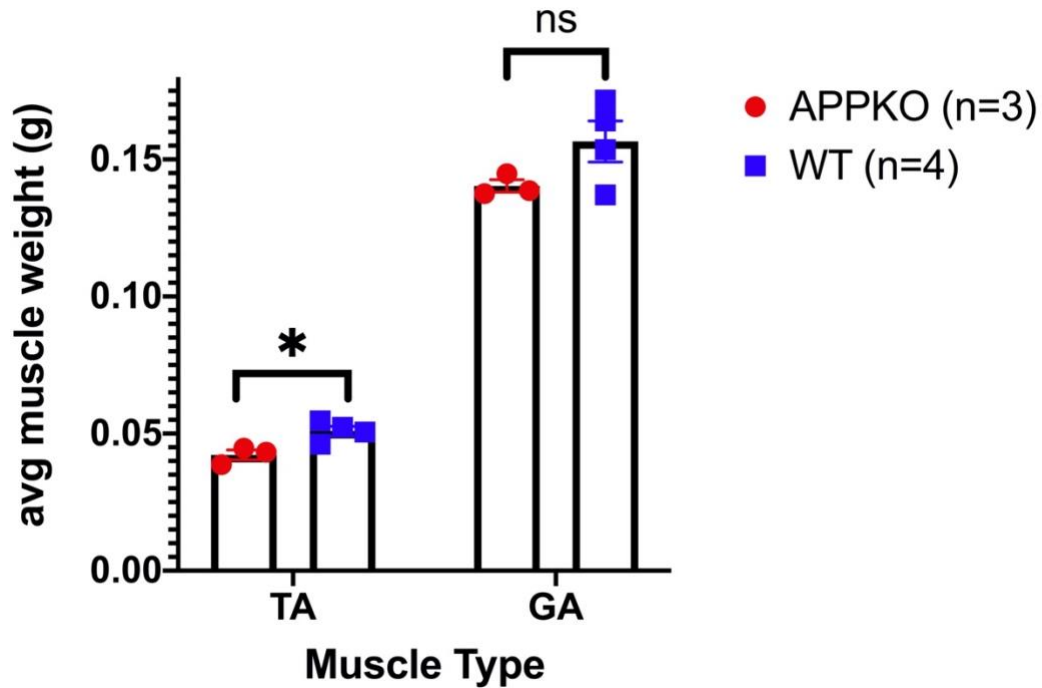 ns
APPKO (n=3)
WT (n=4)
avg muscle weight (g)
0.15
0.10
*
0.05
0.00
TA
GA
Muscle Type